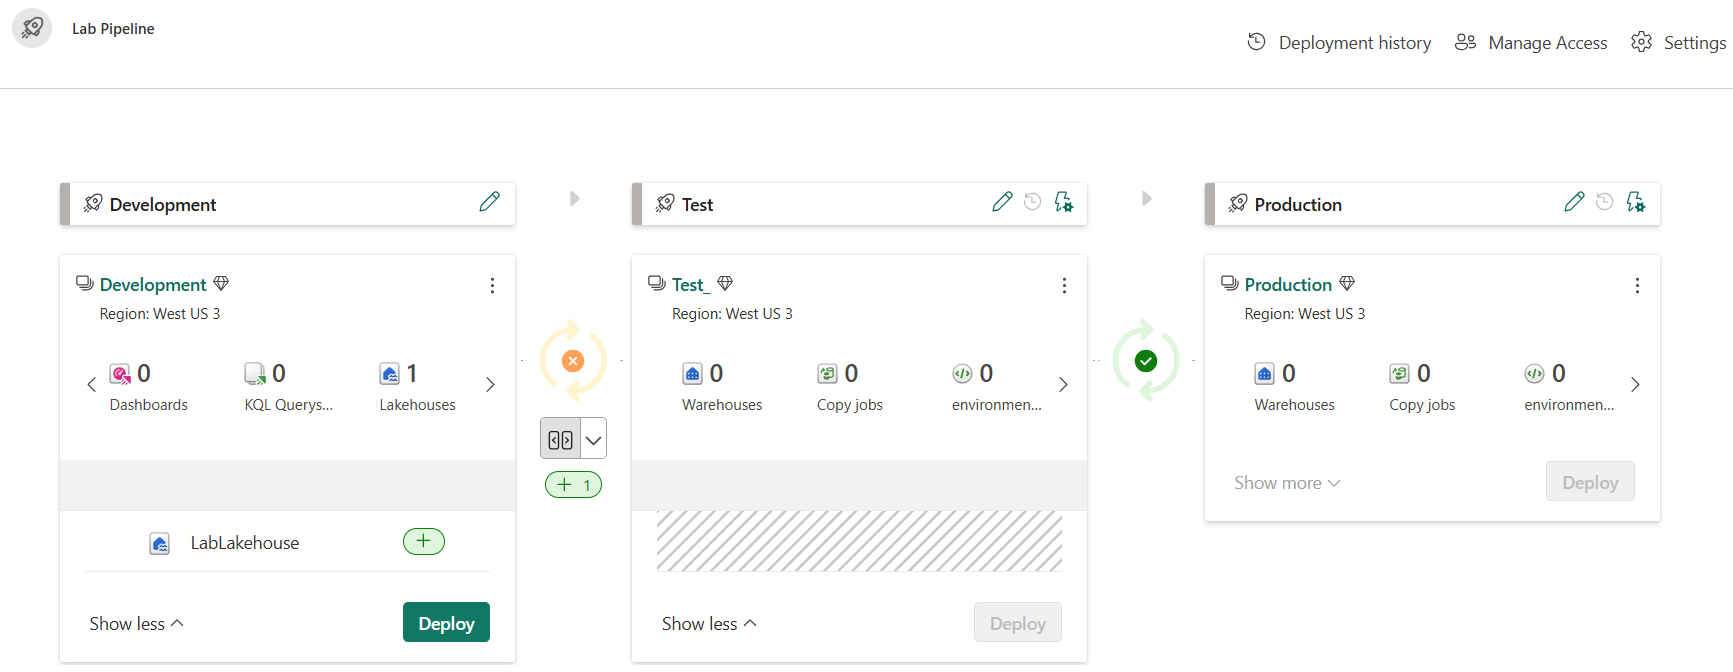 Lab Pipeline
Deployment history Manage Access Settings
Development
Test
Production
Development
Region: West US 3
0 0 1
Dashboards KQL Querys... Lakehouses
LabLakehouse
Show less Deploy
1
Test_
Region: West US 3
0 0 0
Warehouses Copy jobs environmen...
Show less Deploy
Production
Region: West US 3
0 0 0
Warehouses Copy jobs environmen...
Show more Deploy